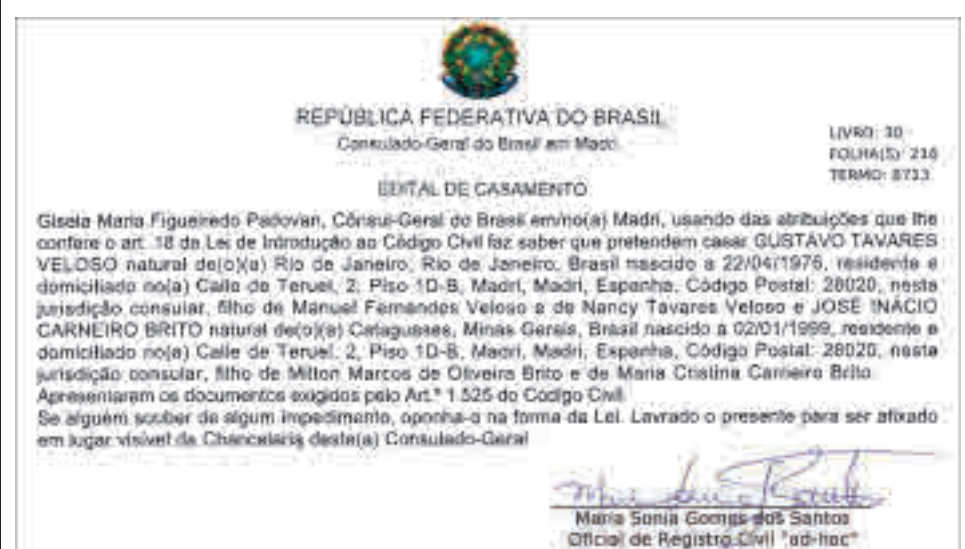 REPÚBLICA FEDERATIVA DO BRASIL
Consulado-Geral do Brasil em Madri
LIVRO: 30
FOLHA(S): 216
TERMO: 8713
EDITAL DE CASAMENTO
Gisela Maria Figueiredo Padovan, Cônsul-Geral do Brasil em/no(a) Madri, usando das atribuições que lhe
confere o art. 18 da Lei de Introdução ao Código Civil faz saber que pretendem casar GUSTAVO TAVARES
VELOSO natural de(o)(a) Rio de Janeiro, Rio de Janeiro, Brasil nascido a 22/04/1976, residente e
domiciliado no(a) Calle de Teruel, 2, Piso 1D-B, Madri, Madri, Espanha, Código Postal: 28020, nesta
jurisdição consular, filho de Manuel Fernandes Veloso e de Nancy Tavares Veloso e JOSÉ INÁCIO
CARNEIRO BRITO natural de(o)(a) Cataguases, Minas Gerais, Brasil nascido a 02/01/1999, residente e
domiciliado no(a) Calle de Teruel, 2, Piso 1D-B, Madri, Madri, Espanha, Código Postal: 28020, nesta
jurisdição consular, filho de Milton Marcos de Oliveira Brito e de Maria Cristina Carneiro Brito.
Apresentaram os documentos exigidos pelo Art.º 1.525 do Código Civil.
Se alguém souber de algum impedimento, oponha-o na forma da Lei. Lavrado o presente para ser afixado
em lugar visível da Chancelaria deste(a) Consulado-Geral
Maria Sonia Gomes dos Santos
Oficial de Registro Civil "ad-hoc"